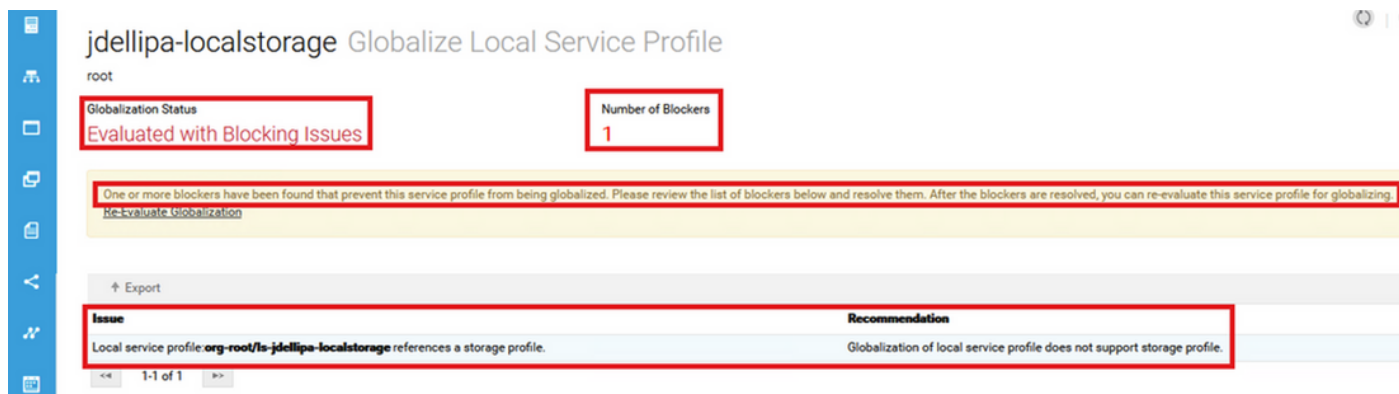 jdellipa-localstorage Globalize Local Service Profile
root
Globalization Status
Number of Blockers
Evaluated with Blocking Issues
1
One or more blockers have been found that prevent this service profile from being globalized. Please review the list of blockers below and resolve them. After the blockers are resolved, you can re-evaluate this service profile for globalizing.
Re-Evaluate Globalization
Export
Issue
Recommendation
Local service profile:org-root/ls-jdellipa-localstorage references a storage profile.
Globalization of local service profile does not support storage profile.
1-1 of 1